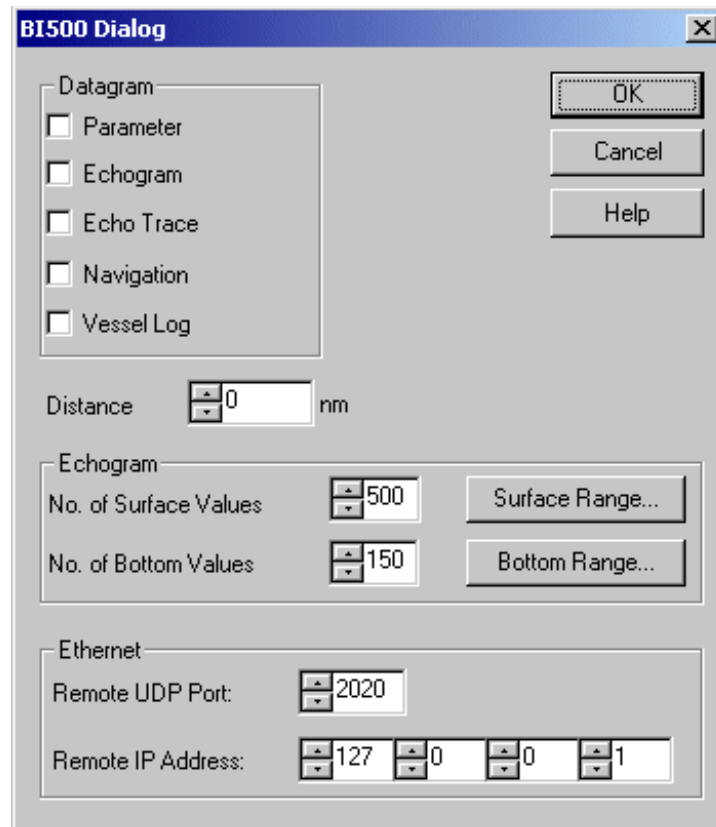 BI500 Dialog
Datagram
Parameter
Echogram
Echo Trace
Navigation
Vessel Log
OK
Cancel
Help
Distance 0 nm
Echogram
No. of Surface Values 500 Surface Range...
No. of Bottom Values 150 Bottom Range...
Ethernet
Remote UDP Port: 2020
Remote IP Address: 127 0 0 1